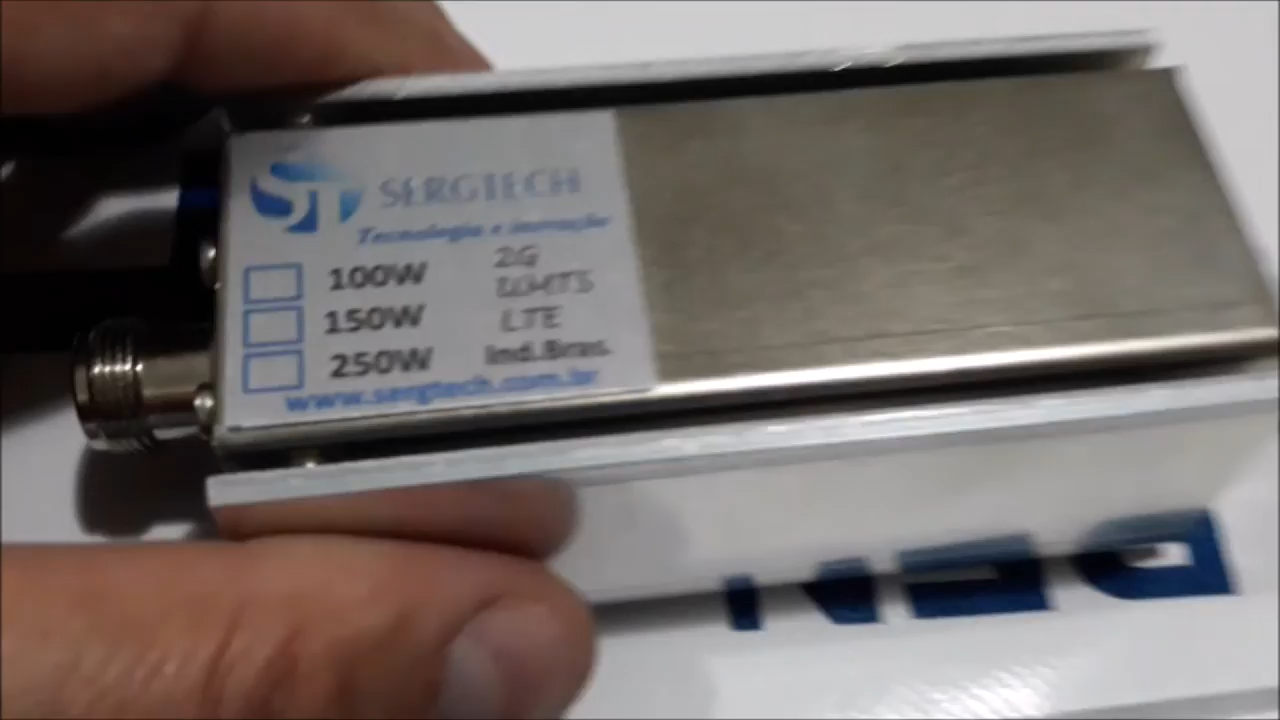 ST SERGTECH
Tecnologia e inovação
100W 2G
UMTS
150W LTE
250W Ind.Bras.
www.sergtech.com.br